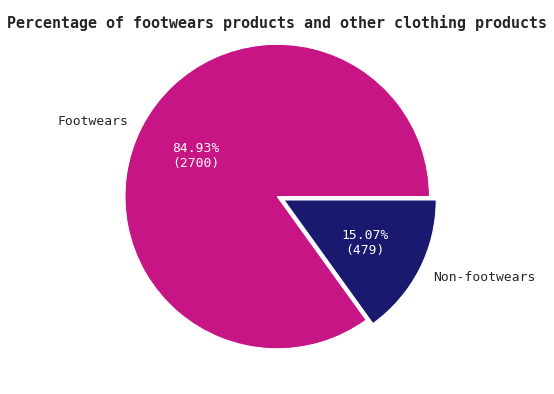 Percentage of footwears products and other clothing products
Footwears
84.93%
(2700)
15.07%
(479)
Non-footwears